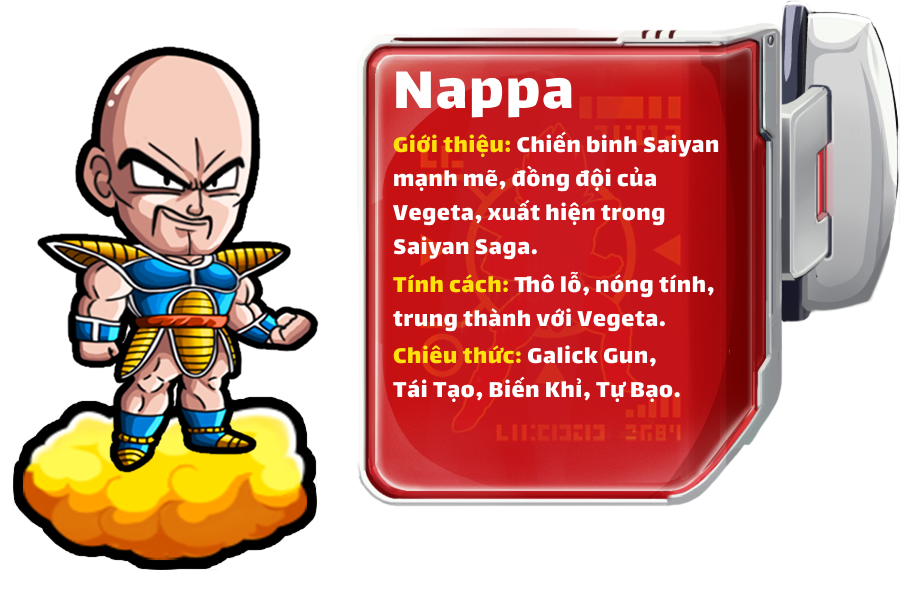 Nappa
Giới thiệu: Chiến binh Saiyan
mạnh mẽ, đồng đội của
Vegeta, xuất hiện trong
Saiyan Saga.
Tính cách: Thô lỗ, nóng tính,
trung thành với Vegeta.
Chiêu thức: Galick Gun,
Tái Tạo, Biến Khỉ, Tự Bạo.